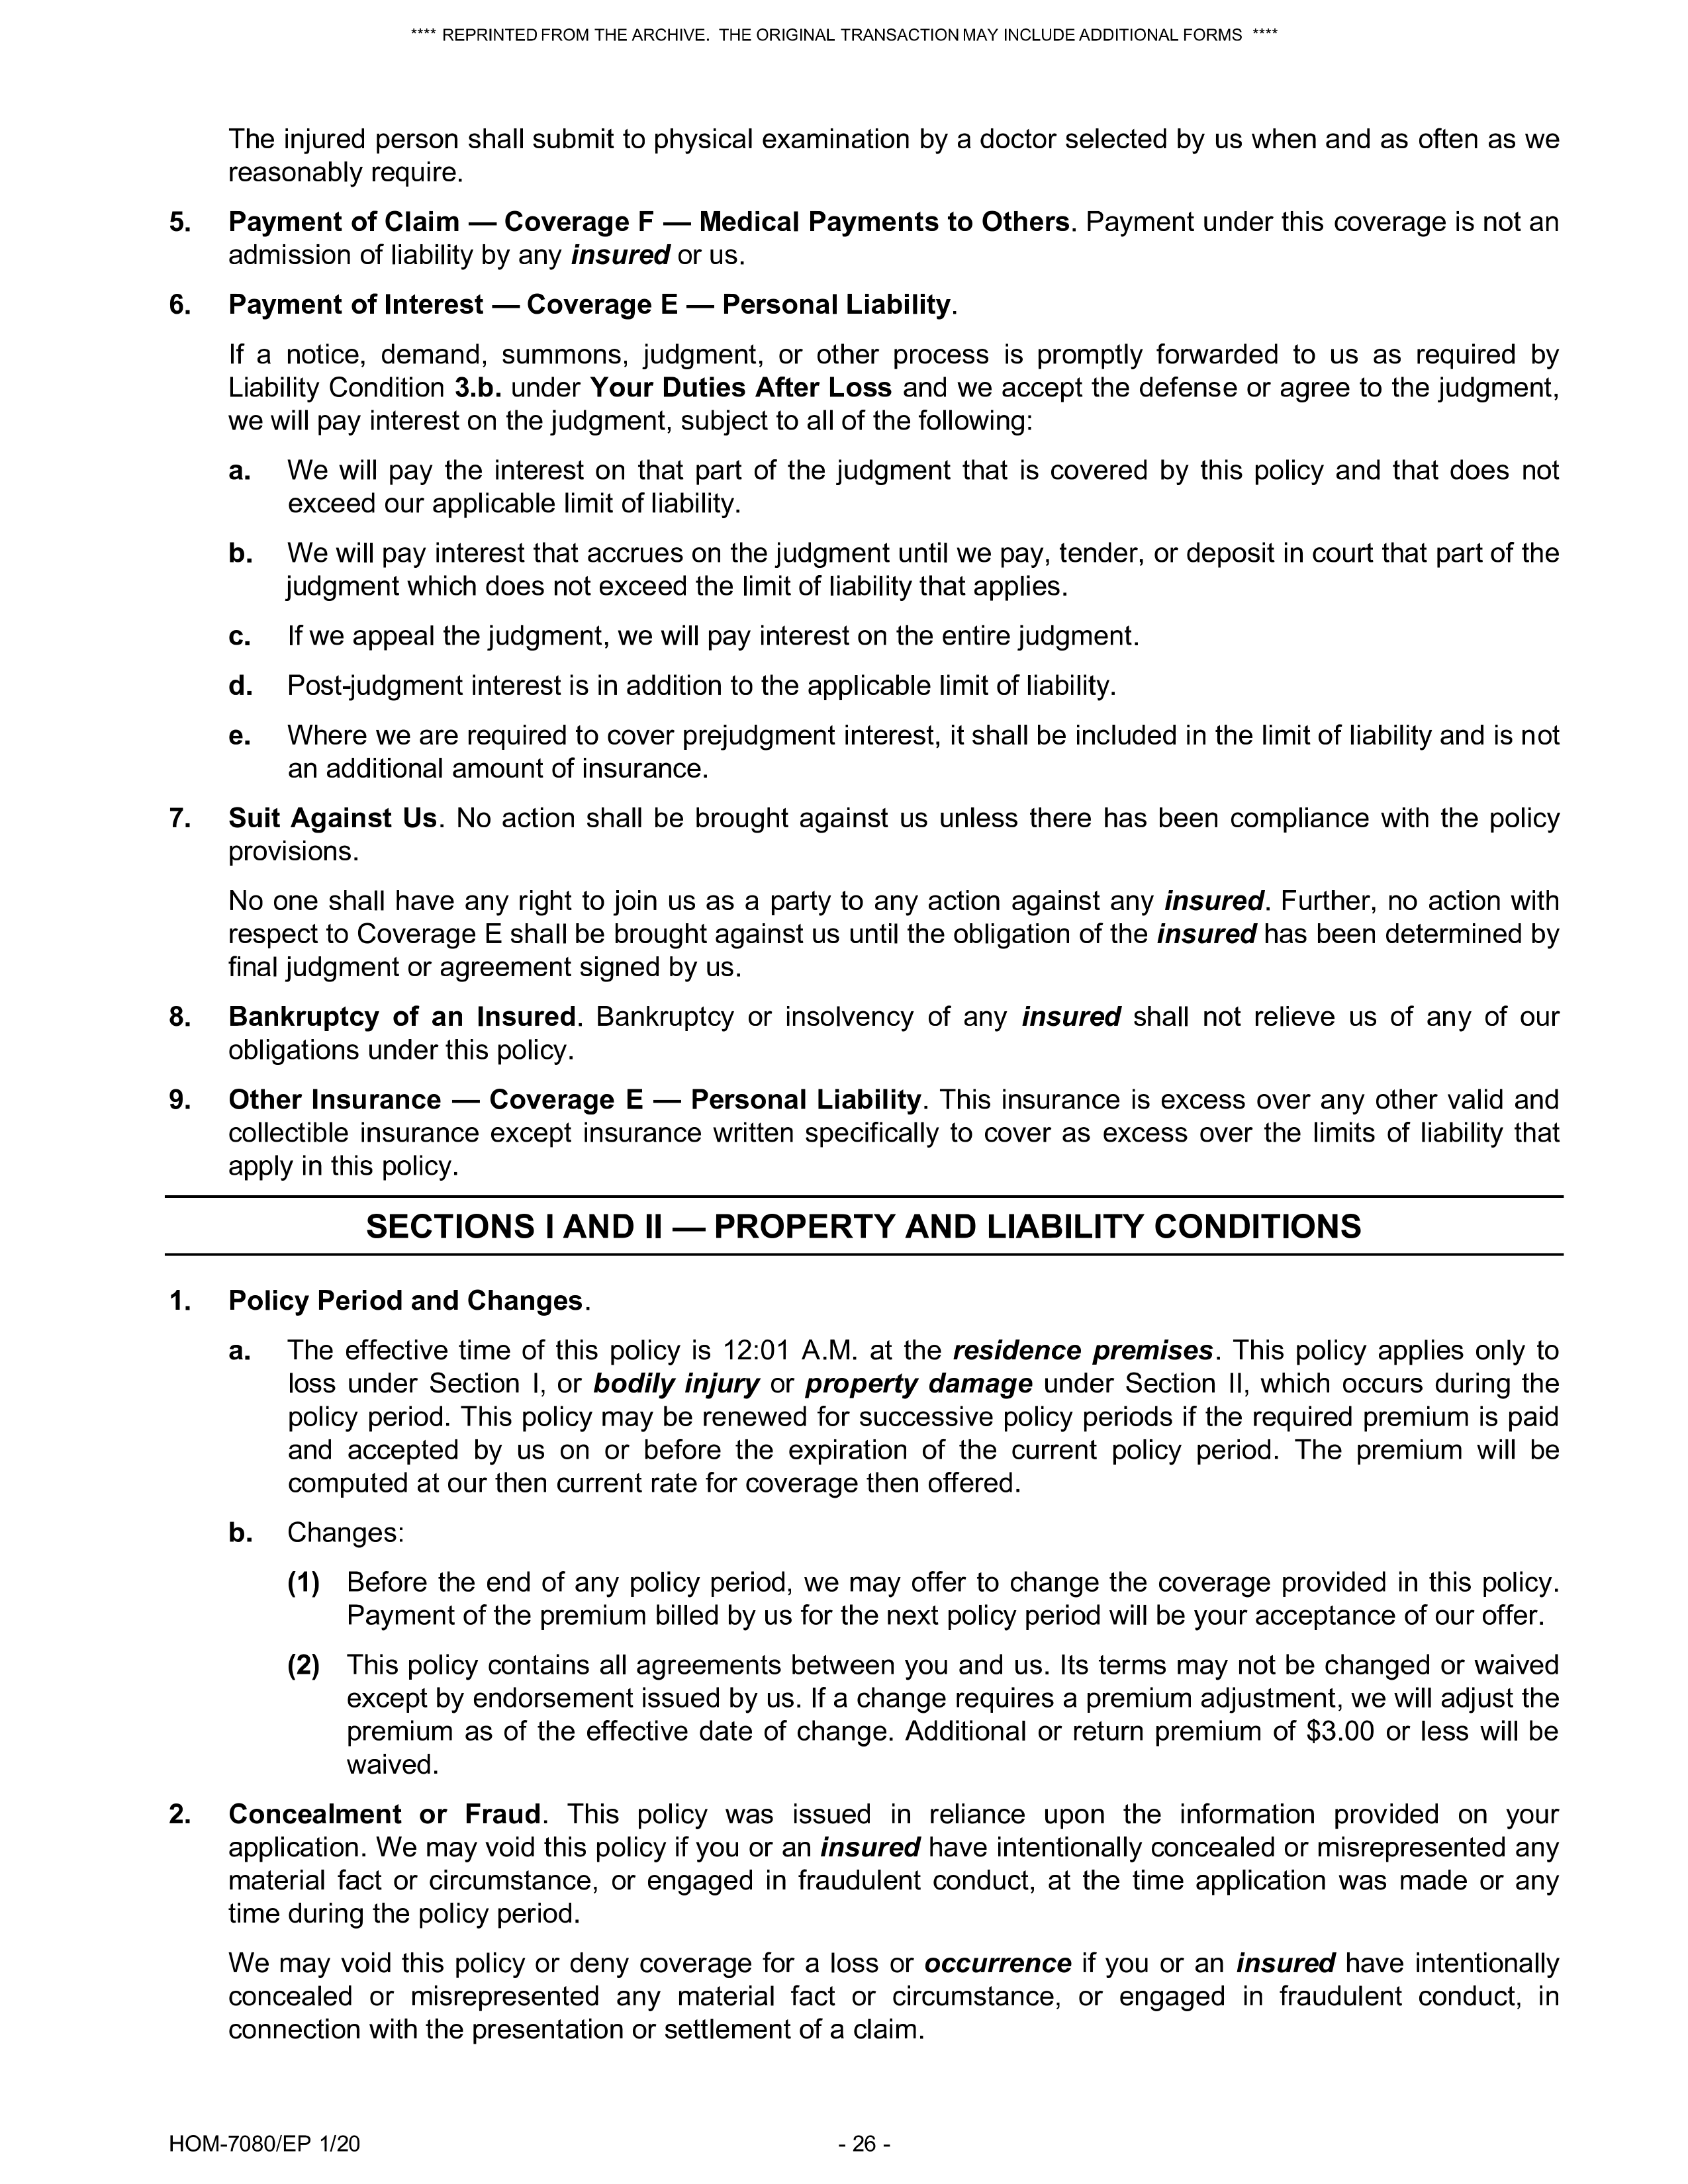 **** REPRINTED FROM THE ARCHIVE. THE ORIGINAL TRANSACTION MAY INCLUDE ADDITIONAL FORMS ****
The injured person shall submit to physical examination by a doctor selected by us when and as often as we
reasonably require.
5. Payment of Claim — Coverage F — Medical Payments to Others. Payment under this coverage is not an
admission of liability by any insured or us.
6. Payment of Interest — Coverage E — Personal Liability.
If a notice, demand, summons, judgment, or other process is promptly forwarded to us as required by
Liability Condition 3.b. under Your Duties After Loss and we accept the defense or agree to the judgment,
we will pay interest on the judgment, subject to all of the following:
a. We will pay the interest on that part of the judgment that is covered by this policy and that does not
exceed our applicable limit of liability.
b. We will pay interest that accrues on the judgment until we pay, tender, or deposit in court that part of the
judgment which does not exceed the limit of liability that applies.
c. If we appeal the judgment, we will pay interest on the entire judgment.
d. Post-judgment interest is in addition to the applicable limit of liability.
e. Where we are required to cover prejudgment interest, it shall be included in the limit of liability and is not
an additional amount of insurance.
7. Suit Against Us. No action shall be brought against us unless there has been compliance with the policy
provisions.
No one shall have any right to join us as a party to any action against any insured. Further, no action with
respect to Coverage E shall be brought against us until the obligation of the insured has been determined by
final judgment or agreement signed by us.
8. Bankruptcy of an Insured. Bankruptcy or insolvency of any insured shall not relieve us of any of our
obligations under this policy.
9. Other Insurance — Coverage E — Personal Liability. This insurance is excess over any other valid and
collectible insurance except insurance written specifically to cover as excess over the limits of liability that
apply in this policy.
SECTIONS I AND II — PROPERTY AND LIABILITY CONDITIONS
1. Policy Period and Changes.
a. The effective time of this policy is 12:01 A.M. at the residence premises. This policy applies only to
loss under Section I, or bodily injury or property damage under Section II, which occurs during the
policy period. This policy may be renewed for successive policy periods if the required premium is paid
and accepted by us on or before the expiration of the current policy period. The premium will be
computed at our then current rate for coverage then offered.
b. Changes:
(1) Before the end of any policy period, we may offer to change the coverage provided in this policy.
Payment of the premium billed by us for the next policy period will be your acceptance of our offer.
(2) This policy contains all agreements between you and us. Its terms may not be changed or waived
except by endorsement issued by us. If a change requires a premium adjustment, we will adjust the
premium as of the effective date of change. Additional or return premium of $3.00 or less will be
waived.
2. Concealment or Fraud. This policy was issued in reliance upon the information provided on your
application. We may void this policy if you or an insured have intentionally concealed or misrepresented any
material fact or circumstance, or engaged in fraudulent conduct, at the time application was made or any
time during the policy period.
We may void this policy or deny coverage for a loss or occurrence if you or an insured have intentionally
concealed or misrepresented any material fact or circumstance, or engaged in fraudulent conduct, in
connection with the presentation or settlement of a claim.
HOM-7080/EP 1/20 - 26 -